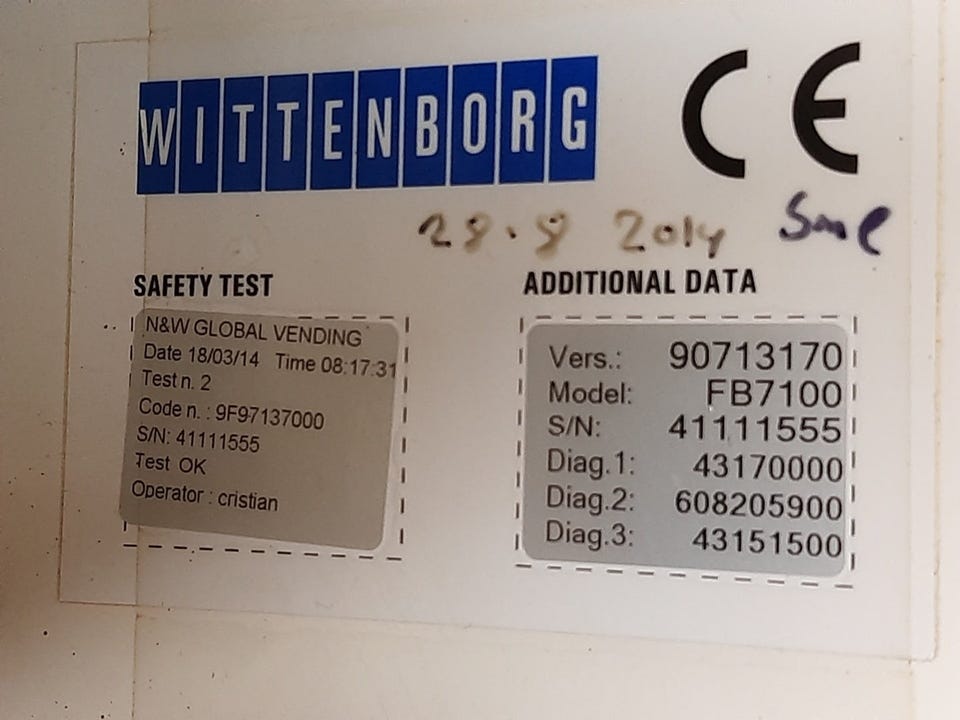 WITTENBORG
CE
28.8 2014
SAFETY TEST
N&W GLOBAL VENDING
Date 18/03/14 Time 08:17:31
Test n. 2
Code n. : 9F97137000
S/N: 41111555
Test OK
Operator : cristian
ADDITIONAL DATA
Vers.: 90713170
Model: FB7100
S/N: 41111555
Diag.1: 43170000
Diag.2: 608205900
Diag.3: 43151500